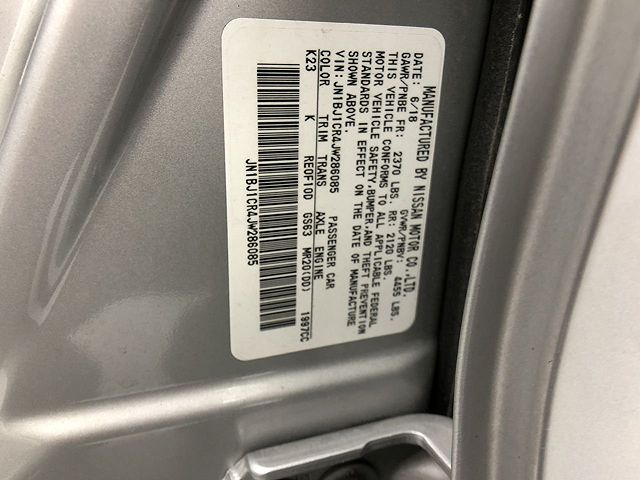 MANUFACTURED BY NISSAN MOTOR CO.,LTD.
DATE: 6/18 GVWR/PNBV: 4455 LBS.
GAWR/PNBE FR: 2370 LBS. RR: 2120 LBS.
THIS VEHICLE CONFORMS TO ALL APPLICABLE FEDERAL
MOTOR VEHICLE SAFETY,BUMPER,AND THEFT PREVENTION
STANDARDS IN EFFECT ON THE DATE OF MANUFACTURE
SHOWN ABOVE.
VIN:JN1BJ1CR4JW286085 PASSENGER CAR
COLOR TRIM TRANS AXLE ENGINE
K23 K RE0F10D GS63 MR20(DD) 1997CC
JN1BJ1CR4JW286085